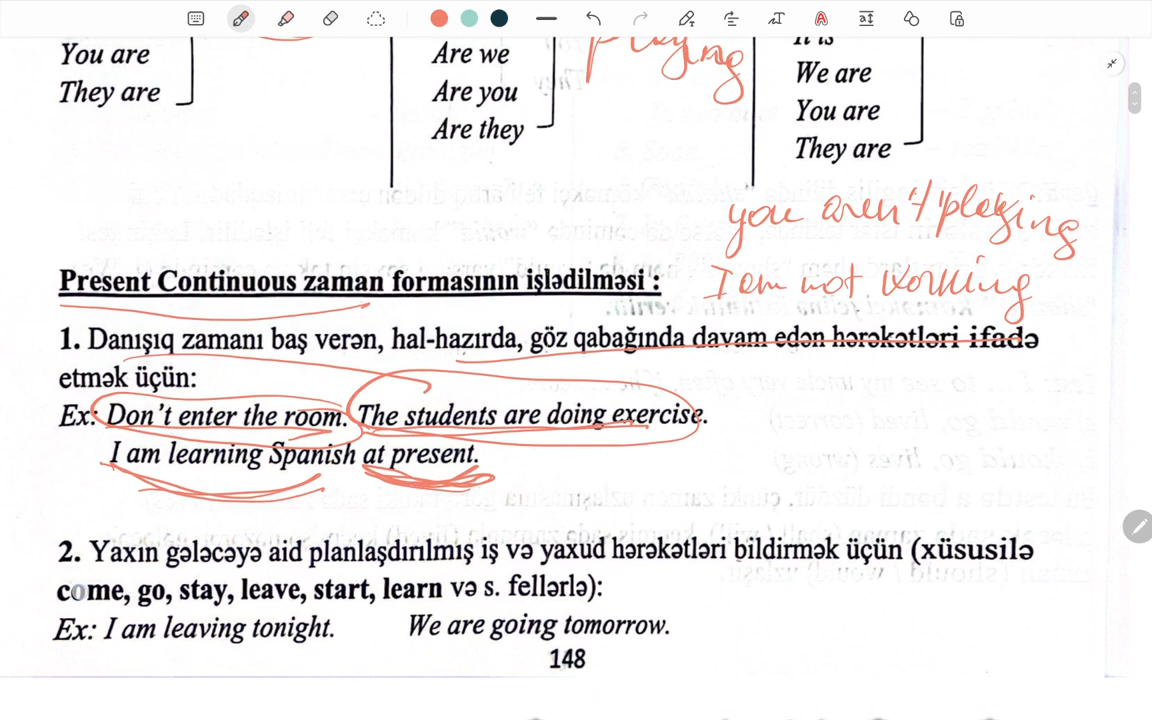 You are
They are
Are we
Are you
Are they
playing
It is
We are
You are
They are
you aren't playing
I am not working
Present Continuous zaman formasının işlədilməsi :
1. Danışıq zamanı baş verən, hal-hazırda, göz qabağında davam edən hərəkətləri ifadə
etmək üçün:
Ex: Don't enter the room. The students are doing exercise.
I am learning Spanish at present.
2. Yaxın gələcəyə aid planlaşdırılmış iş və yaxud hərəkətləri bildirmək üçün (xüsusilə
come, go, stay, leave, start, learn və s. fellərlə):
Ex: I am leaving tonight. We are going tomorrow.
148